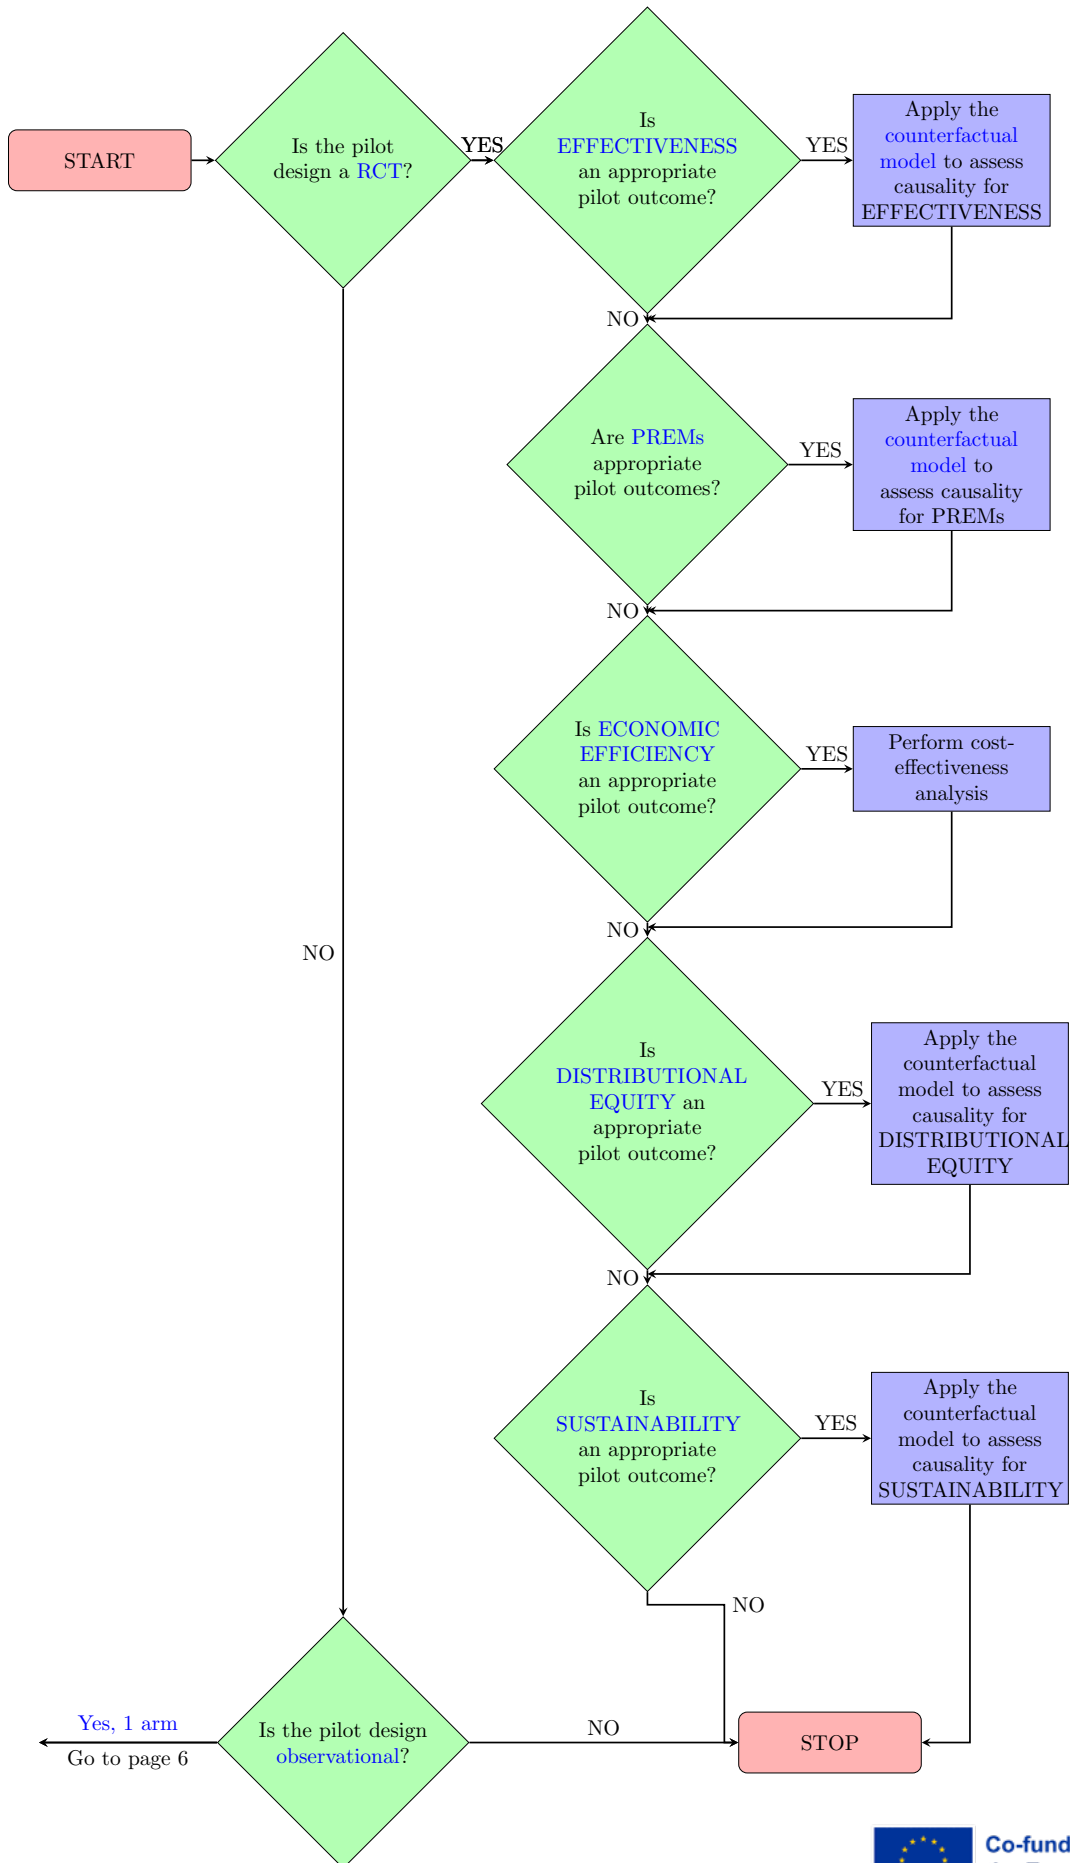 START
Is the pilot
design a RCT?
YES
Is
EFFECTIVENESS
an appropriate
pilot outcome?
YES
Apply the
counterfactual
model to assess
causality for
EFFECTIVENESS
NO
Are PREMs
appropriate
pilot outcomes?
YES
Apply the
counterfactual
model to
assess causality
for PREMs
NO
Is ECONOMIC
EFFICIENCY
an appropriate
pilot outcome?
YES
Perform cost-
effectiveness
analysis
NO
NO
Is
DISTRIBUTIONAL
EQUITY an
appropriate
pilot outcome?
YES
Apply the
counterfactual
model to assess
causality for
DISTRIBUTIONAL
EQUITY
NO
Is
SUSTAINABILITY
an appropriate
pilot outcome?
YES
Apply the
counterfactual
model to assess
causality for
SUSTAINABILITY
NO
Yes, 1 arm
Go to page 6
Is the pilot design
observational?
NO
STOP
Co-fund